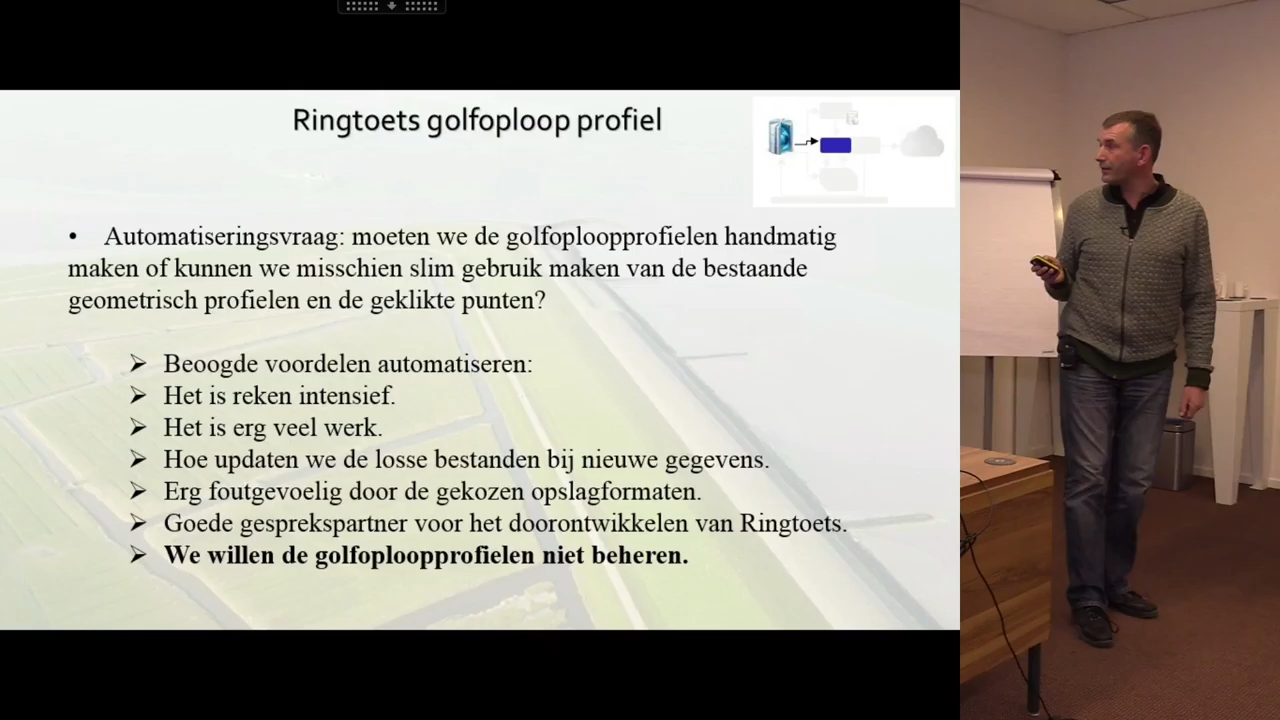 Ringtoets golfoploop profiel
• Automatiseringsvraag: moeten we de golfoploopprofielen handmatig
maken of kunnen we misschien slim gebruik maken van de bestaande
geometrisch profielen en de geklikte punten?
➢ Beoogde voordelen automatiseren:
➢ Het is reken intensief.
➢ Het is erg veel werk.
➢ Hoe updaten we de losse bestanden bij nieuwe gegevens.
➢ Erg foutgevoelig door de gekozen opslagformaten.
➢ Goede gesprekspartner voor het doorontwikkelen van Ringtoets.
➢ We willen de golfoploopprofielen niet beheren.